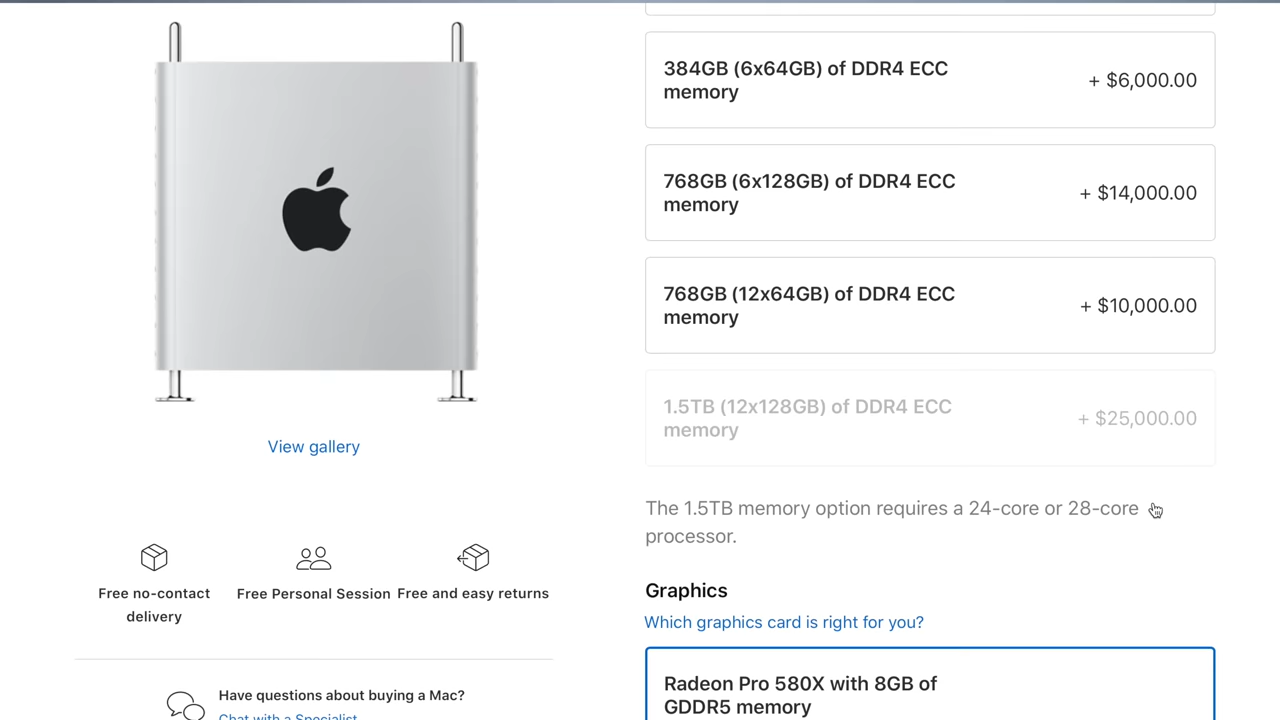 384GB (6x64GB) of DDR4 ECC
memory
+ $6,000.00
768GB (6x128GB) of DDR4 ECC
memory
+ $14,000.00
768GB (12x64GB) of DDR4 ECC
memory
+ $10,000.00
1.5TB (12x128GB) of DDR4 ECC
memory
+ $25,000.00
The 1.5TB memory option requires a 24-core or 28-core
processor.
Graphics
Which graphics card is right for you?
Radeon Pro 580X with 8GB of
GDDR5 memory
View gallery
Free no-contact
delivery
Free Personal Session
Free and easy returns
Have questions about buying a Mac?
Chat with a Specialist